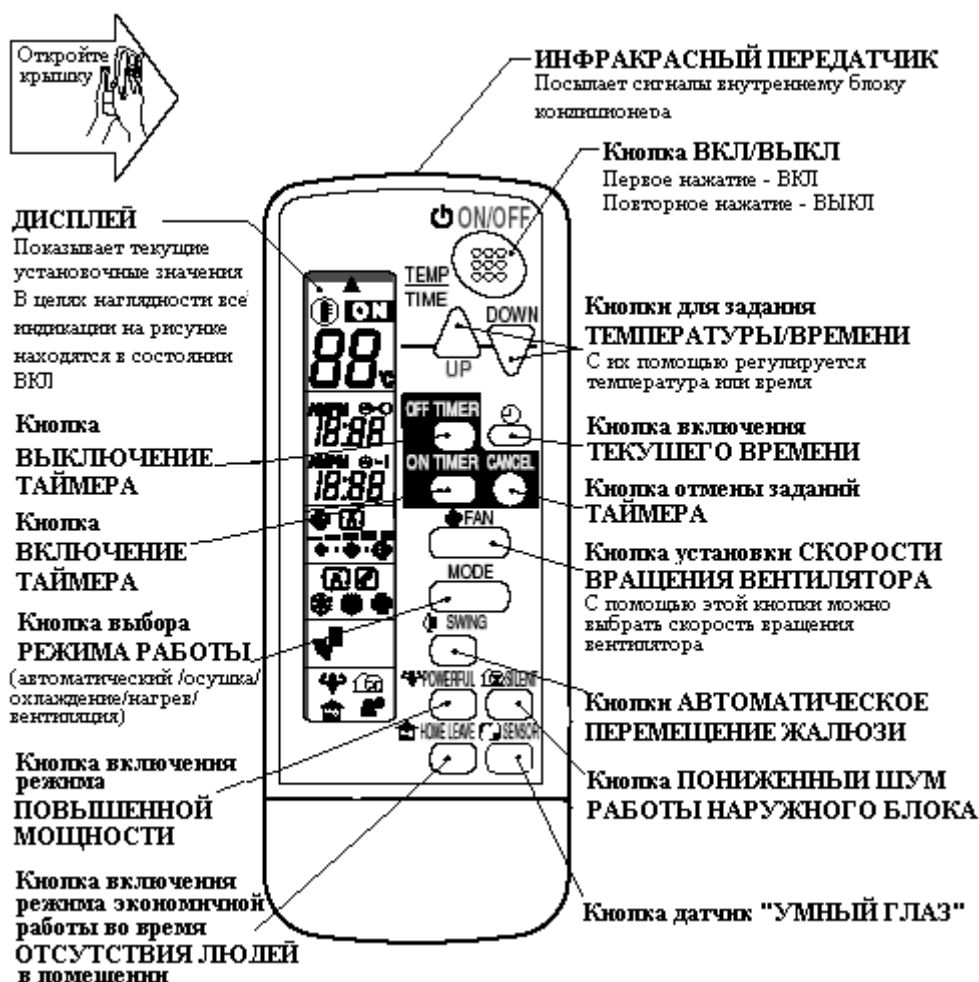 Откройте
крышку
ИНФРАКРАСНЫЙ ПЕРЕДАТЧИК
Посылает сигналы внутреннему блоку
кондиционера
Кнопка ВКЛ/ВЫКЛ
Первое нажатие - ВКЛ
Повторное нажатие - ВЫКЛ
ДИСПЛЕЙ
Показывает текущие
установочные значения
В целях наглядности все
индикации на рисунке
находятся в состоянии
ВКЛ
Кнопка
ВЫКЛЮЧЕНИЕ
ТАЙМЕРА
Кнопка
ВКЛЮЧЕНИЕ
ТАЙМЕРА
Кнопка выбора
РЕЖИМА РАБОТЫ
(автоматический /осушка/
охлаждение/нагрев/
вентиляция)
Кнопка включения
режима
ПОВЫШЕННОЙ
МОЩНОСТИ
Кнопка включения
режима экономичной
работы во время
ОТСУТСТВИЯ ЛЮДЕЙ
в помещении
ON/OFF
TEMP
TIME
DOWN
UP
ON
88
°C
OFF TIMER
AM PM
18:88
ON TIMER
CANCEL
AM PM
18:88
FAN
A
MODE
A
SWING
POWERFUL
SILENT
HOME LEAVE
SENSOR
Кнопки для задания
ТЕМПЕРАТУРЫ/ВРЕМЕНИ
С их помощью регулируется
температура или время
Кнопка включения
ТЕКУШЕГО ВРЕМЕНИ
Кнопка отмены заданий
ТАЙМЕРА
Кнопка установки СКОРОСТИ
ВРАЩЕНИЯ ВЕНТИЛЯТОРА
С помощью этой кнопки можно
выбрать скорость вращения
вентилятора
Кнопки АВТОМАТИЧЕСКОЕ
ПЕРЕМЕЩЕНИЕ ЖАЛЮЗИ
Кнопка ПОНИЖЕННЫЙ ШУМ
РАБОТЫ НАРУЖНОГО БЛОКА
Кнопка датчик "УМНЫЙ ГЛАЗ"